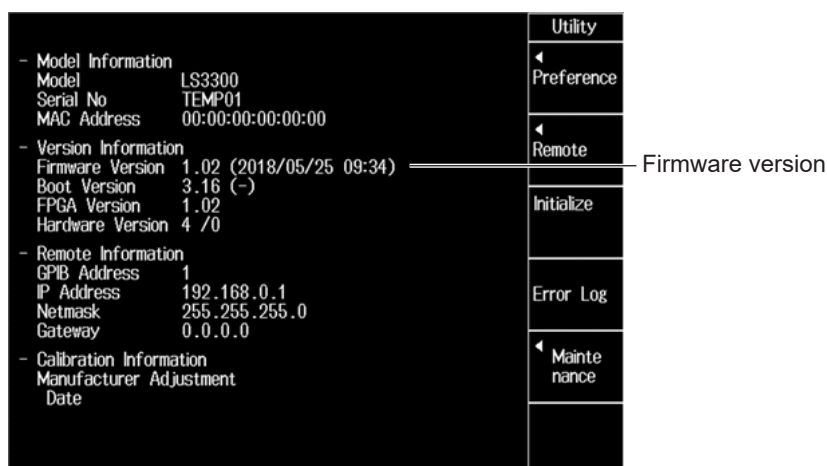 Utility
- Model Information
Model LS3300
Serial No TEMP01
MAC Address 00:00:00:00:00:00
- Version Information
Firmware Version 1.02 (2018/05/25 09:34)
Boot Version 3.16 (-)
FPGA Version 1.02
Hardware Version 4 /0
- Remote Information
GPIB Address 1
IP Address 192.168.0.1
Netmask 255.255.255.0
Gateway 0.0.0.0
- Calibration Information
Manufacturer Adjustment
Date
Preference
Remote
Initialize
Error Log
Mainte
nance
Firmware version